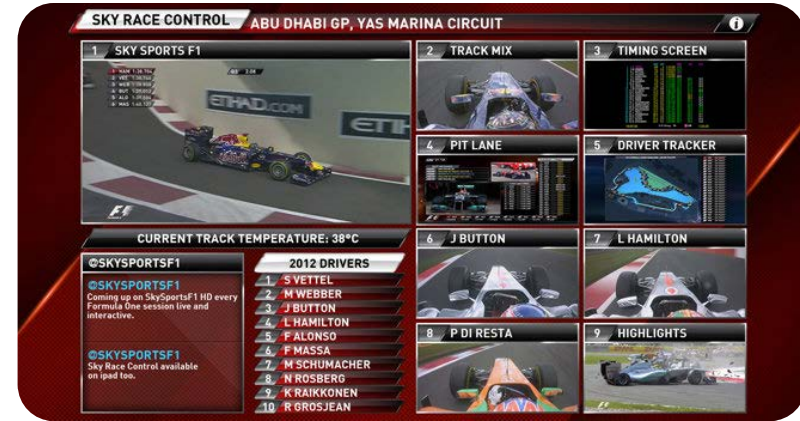 SKY RACE CONTROL ABU DHABI GP, YAS MARINA CIRCUIT
i
1 SKY SPORTS F1
ETIHAD.COM
F1
2 TRACK MIX
3 TIMING SCREEN
4 PIT LANE
5 DRIVER TRACKER
CURRENT TRACK TEMPERATURE: 38°C
@SKYSPORTSF1
@SKYSPORTSF1
Coming up on SkySportsF1 HD every
Formula One session live and
interactive.
@SKYSPORTSF1
Sky Race Control available
on ipad too.
2012 DRIVERS
1 S VETTEL
2 M WEBBER
3 J BUTTON
4 L HAMILTON
5 F ALONSO
6 F MASSA
7 M SCHUMACHER
8 N ROSBERG
9 K RAIKKONEN
10 R GROSJEAN
6 J BUTTON
7 L HAMILTON
8 P DI RESTA
9 HIGHLIGHTS